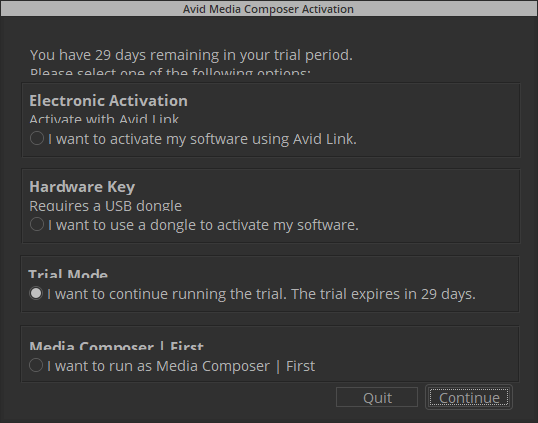 Avid Media Composer Activation
You have 29 days remaining in your trial period.
Please select one of the following options:
Electronic Activation
Activate with Avid Link
I want to activate my software using Avid Link.
Hardware Key
Requires a USB dongle
I want to use a dongle to activate my software.
Trial Mode
I want to continue running the trial. The trial expires in 29 days.
Media Composer | First
I want to run as Media Composer | First
Quit
Continue